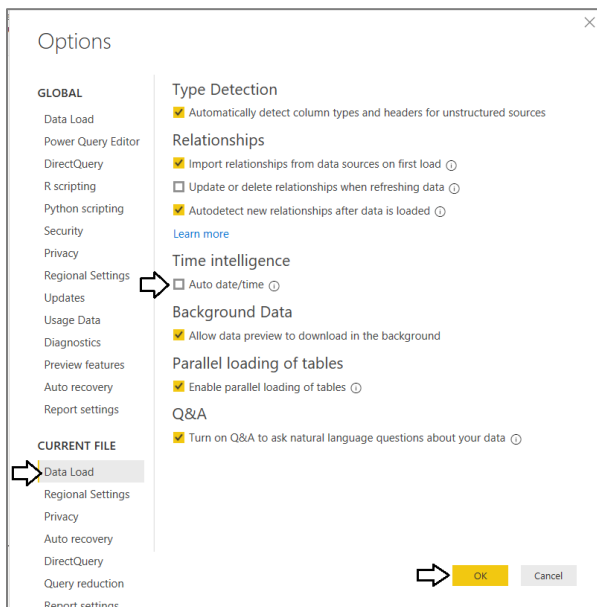 Options
GLOBAL
Data Load
Power Query Editor
DirectQuery
R scripting
Python scripting
Security
Privacy
Regional Settings
Updates
Usage Data
Diagnostics
Preview features
Auto recovery
Report settings
CURRENT FILE
Data Load
Regional Settings
Privacy
Auto recovery
DirectQuery
Query reduction
Report settings
Type Detection
Automatically detect column types and headers for unstructured sources
Relationships
Import relationships from data sources on first load
Update or delete relationships when refreshing data
Autodetect new relationships after data is loaded
Learn more
Time intelligence
Auto date/time
Background Data
Allow data preview to download in the background
Parallel loading of tables
Enable parallel loading of tables
Q&A
Turn on Q&A to ask natural language questions about your data
OK
Cancel